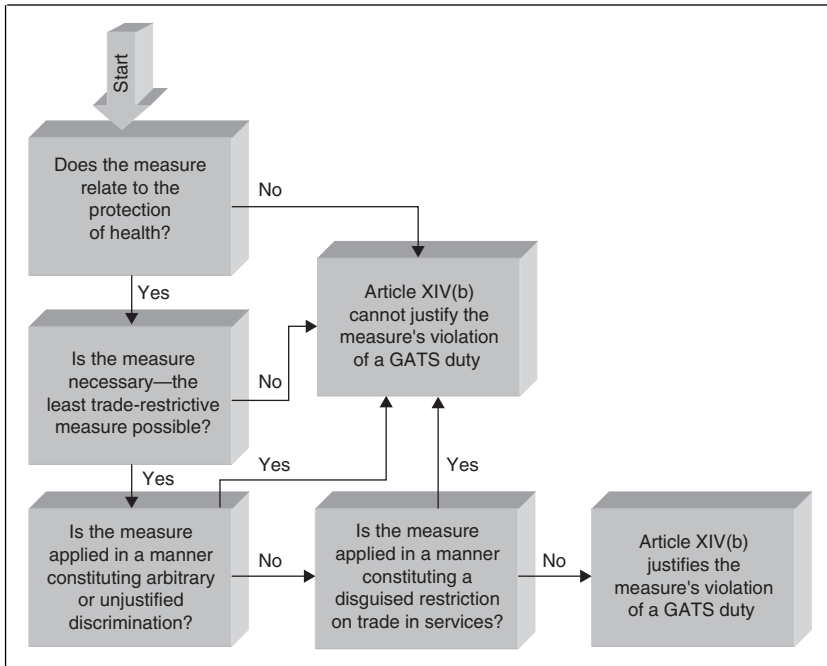 Start
Does the measure
relate to the
protection
of health?
No
Yes
Article XIV(b)
cannot justify the
measure's violation
of a GATS duty
Is the measure
necessary—the
least trade-restrictive
measure possible?
No
Yes
Yes
Yes
Is the measure
applied in a manner
constituting arbitrary
or unjustified
discrimination?
No
Is the measure
applied in a manner
constituting a
disguised restriction
on trade in services?
No
Article XIV(b)
justifies the
measure's violation
of a GATS duty